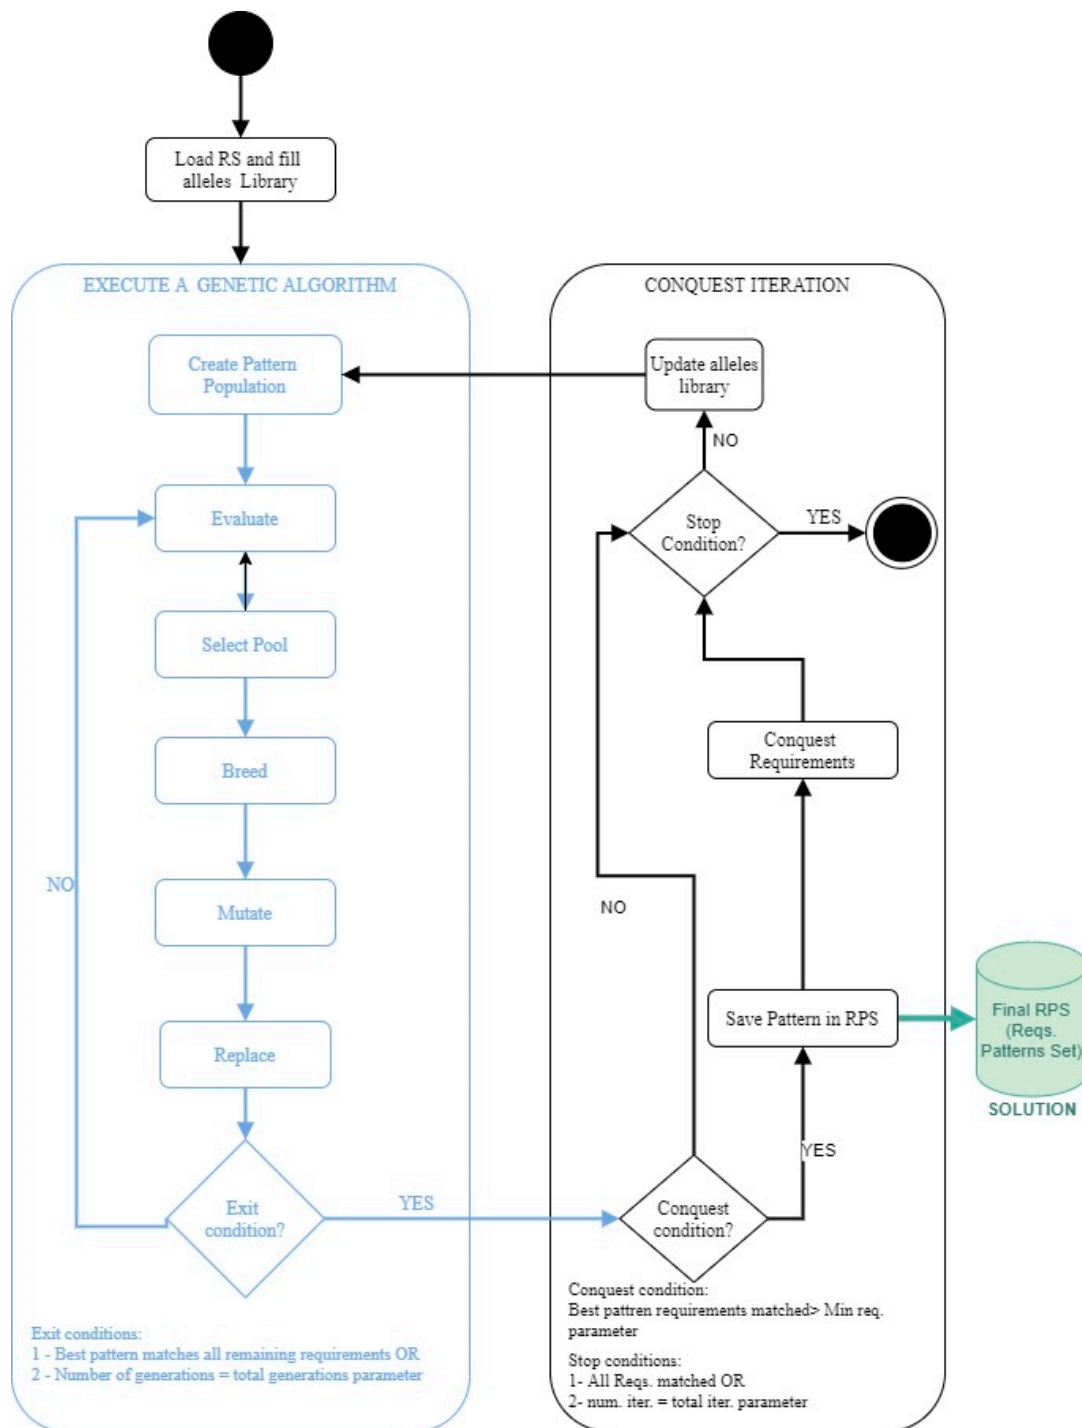 Load RS and fill
alleles Library
EXECUTE A GENETIC ALGORITHM
Create Pattern
Population
Evaluate
Select Pool
Breed
NO
Mutate
Replace
Exit
condition?
YES
Exit conditions:
1 - Best pattern matches all remaining requirements OR
2 - Number of generations = total generations parameter
CONQUEST ITERATION
Update alleles
library
NO
Stop
Condition?
YES
Conquest
Requirements
NO
Save Pattern in RPS
YES
Conquest
condition?
Conquest condition:
Best pattren requirements matched> Min req.
parameter
Stop conditions:
1- All Reqs. matched OR
2- num. iter. = total iter. parameter
Final RPS
(Reqs.
Patterns Set)
SOLUTION